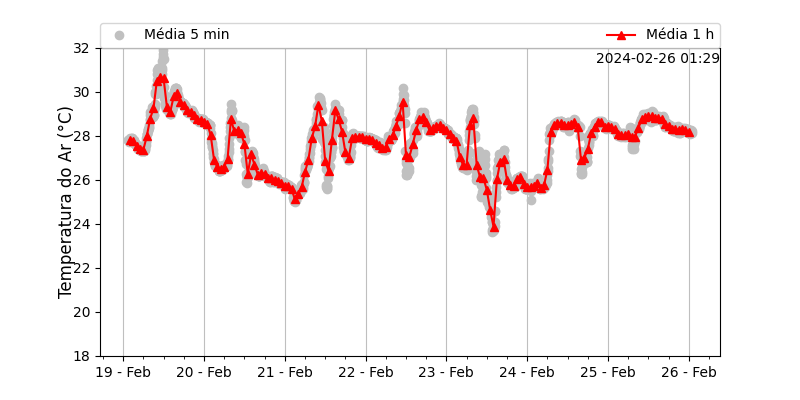 Média 5 min
Média 1 h
2024-02-26 01:29
Temperatura do Ar (°C)
32
30
28
26
24
22
20
18
19 - Feb
20 - Feb
21 - Feb
22 - Feb
23 - Feb
24 - Feb
25 - Feb
26 - Feb